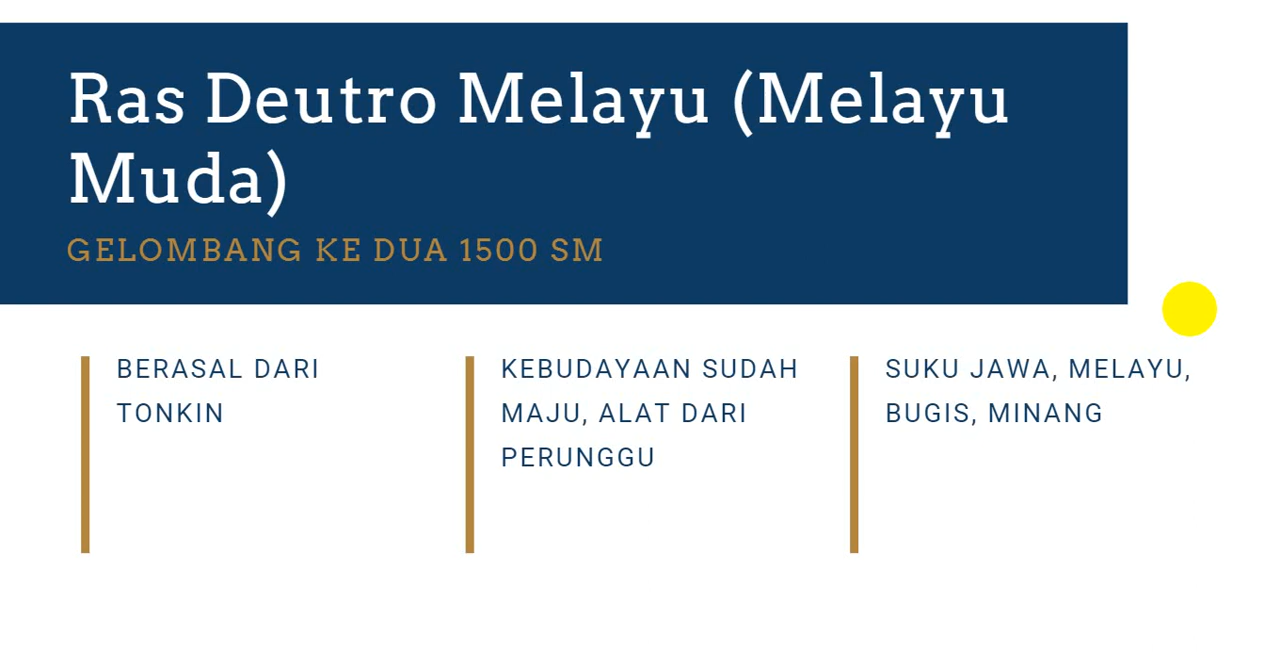 Ras Deutro Melayu (Melayu
Muda)
GELOMBANG KE DUA 1500 SM
BERASAL DARI
TONKIN
KEBUDAYAAN SUDAH
MAJU, ALAT DARI
PERUNGGU
SUKU JAWA, MELAYU,
BUGIS, MINANG